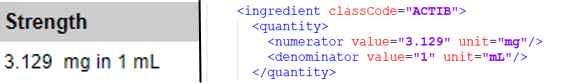 Strength
3.129 mg in 1 mL
<ingredient classCode="ACTIB">
<quantity>
<numerator value="3.129" unit="mg"/>
<denominator value="1" unit="mL"/>
</quantity>